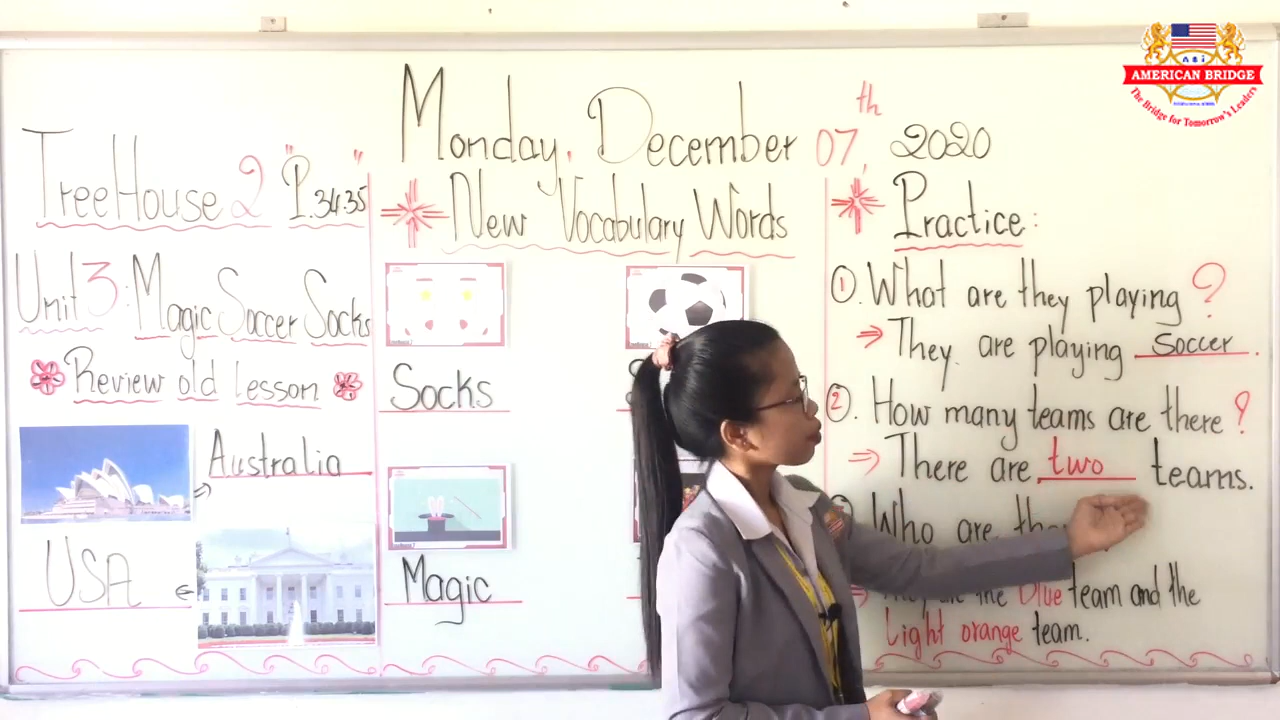 Monday, December 07th, 2020
TreeHouse 2 "P.34-35"
Unit 3: Magic Soccer Socks
Review old lesson
Australia
USA
New Vocabulary Words
Socks
Magic
Practice:
1. What are they playing?
⇒ They are playing soccer.
2. How many teams are there?
⇒ There are two teams.
Who are
the blue team and the
light orange team.
AMERICAN BRIDGE
The Bridge for Tomorrow's Leaders